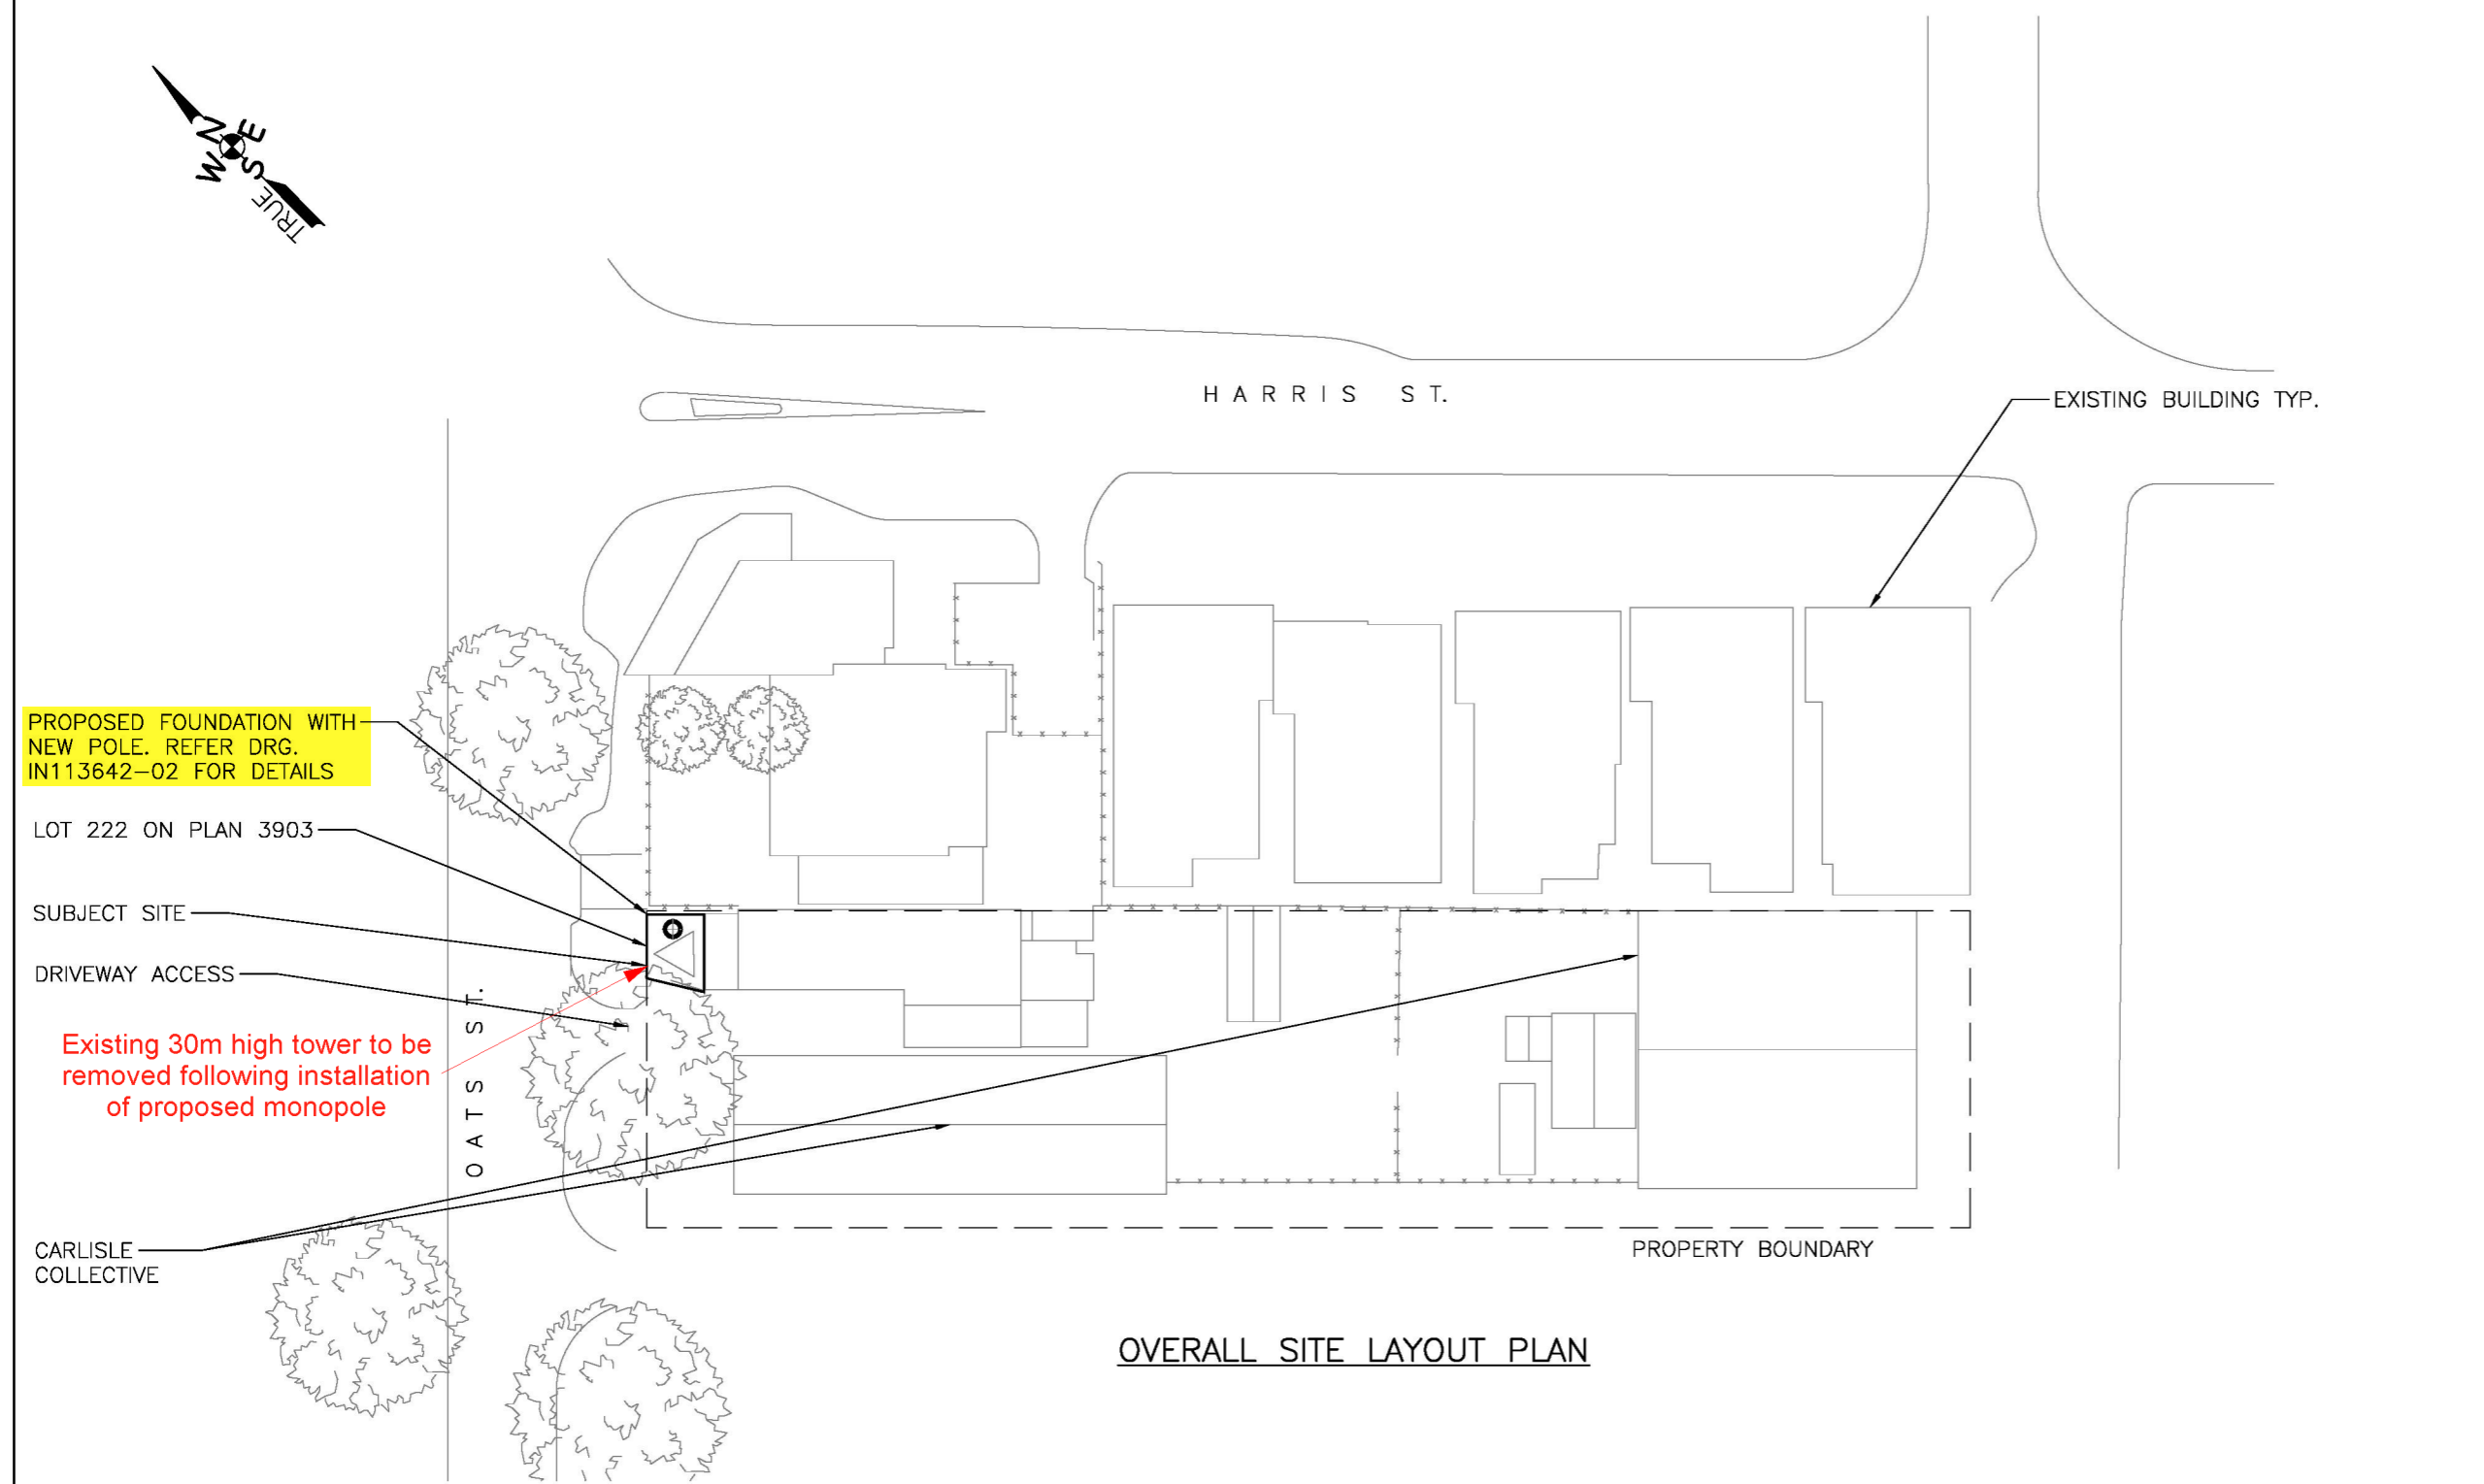 N
E
W
S
TRUE
HARRIS ST.
EXISTING BUILDING TYP.
PROPOSED FOUNDATION WITH
NEW POLE. REFER DRG.
IN113642-02 FOR DETAILS
LOT 222 ON PLAN 3903
SUBJECT SITE
DRIVEWAY ACCESS
OATS ST.
Existing 30m high tower to be
removed following installation
of proposed monopole
CARLISLE
COLLECTIVE
PROPERTY BOUNDARY
OVERALL SITE LAYOUT PLAN